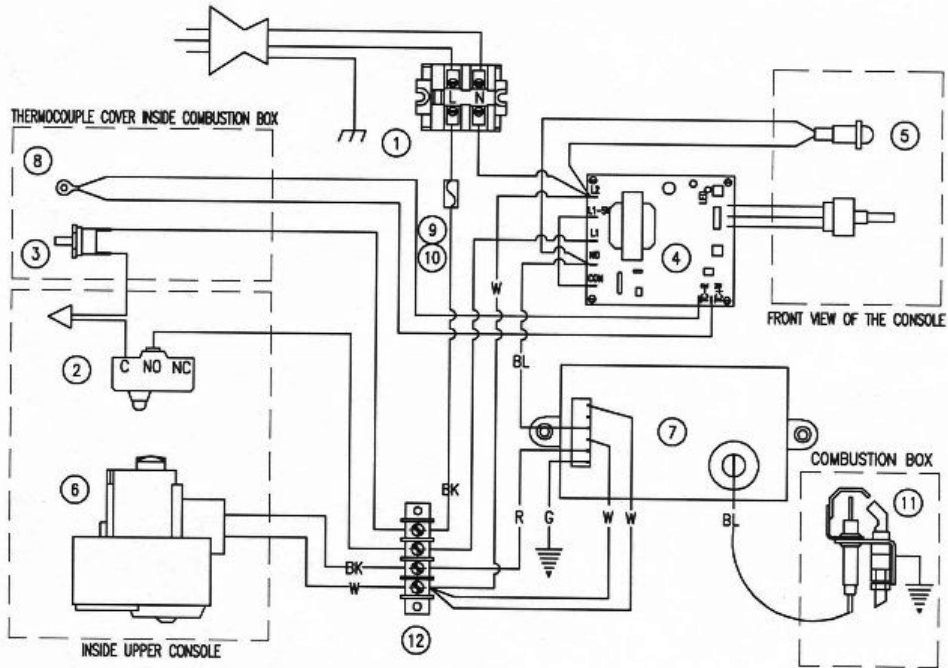 L N
1
THERMOCOUPLE COVER INSIDE COMBUSTION BOX
8
3
9
10
5
L2
L1
NO
CON
4
W
FRONT VIEW OF THE CONSOLE
2
C NO NC
BL
7
COMBUSTION BOX
11
6
BK
R G W W
BL
BK
W
12
INSIDE UPPER CONSOLE